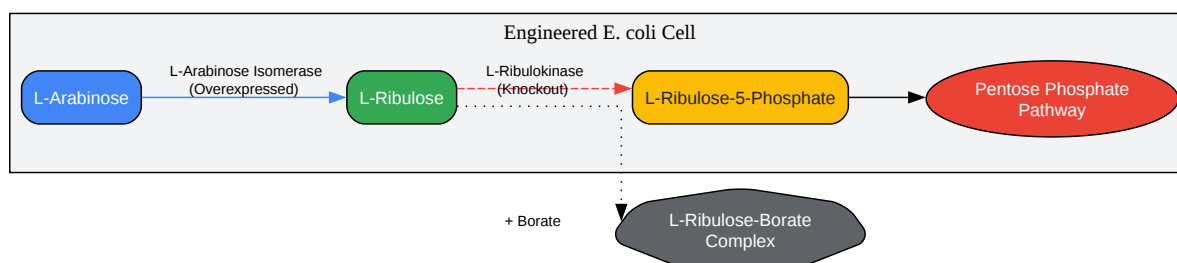 Engineered E. coli Cell
L-Arabinose
L-Arabinose Isomerase
(Overexpressed)
L-Ribulose
L-Ribulokinase
(Knockout)
L-Ribulose-5-Phosphate
Pentose Phosphate
Pathway
+ Borate
L-Ribulose-Borate
Complex